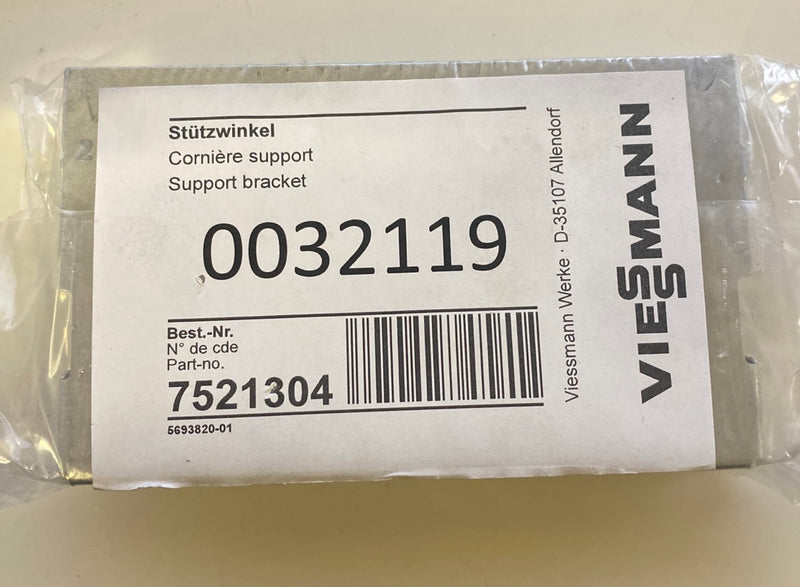 Stützwinkel
Cornière support
Support bracket
0032119
Best.-Nr.
N° de cde
Part-no.
7521304
5693820-01
Viessmann Werke · D-35107 Allendorf
VIESSMANN
2